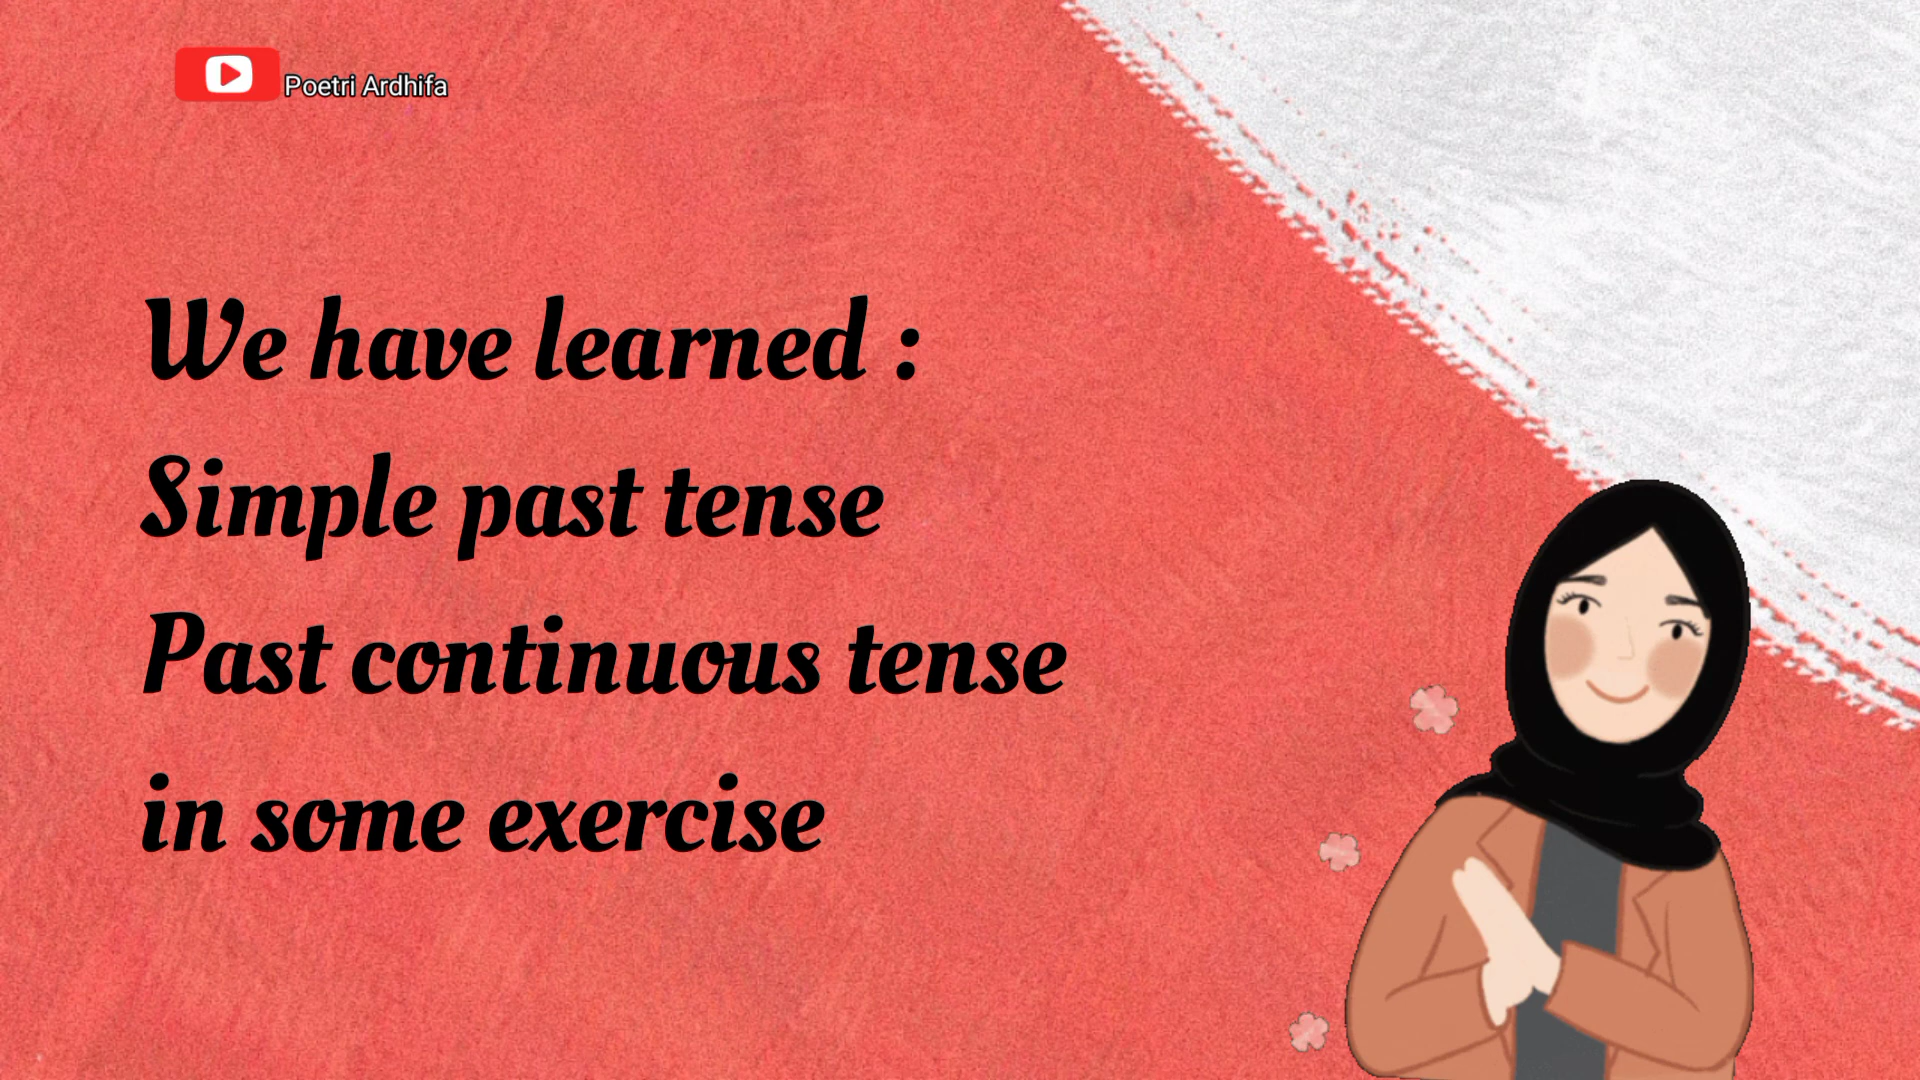 Poetri Ardhifa
We have learned :
Simple past tense
Past continuous tense
in some exercise